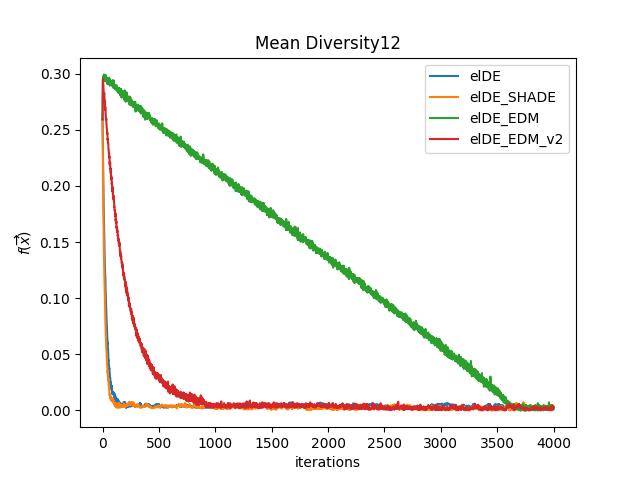 Mean Diversity12
elDE
elDE_SHADE
elDE_EDM
elDE_EDM_v2
0.30
0.25
0.20
0.15
0.10
0.05
0.00
f(x⃗)
0 500 1000 1500 2000 2500 3000 3500 4000
iterations